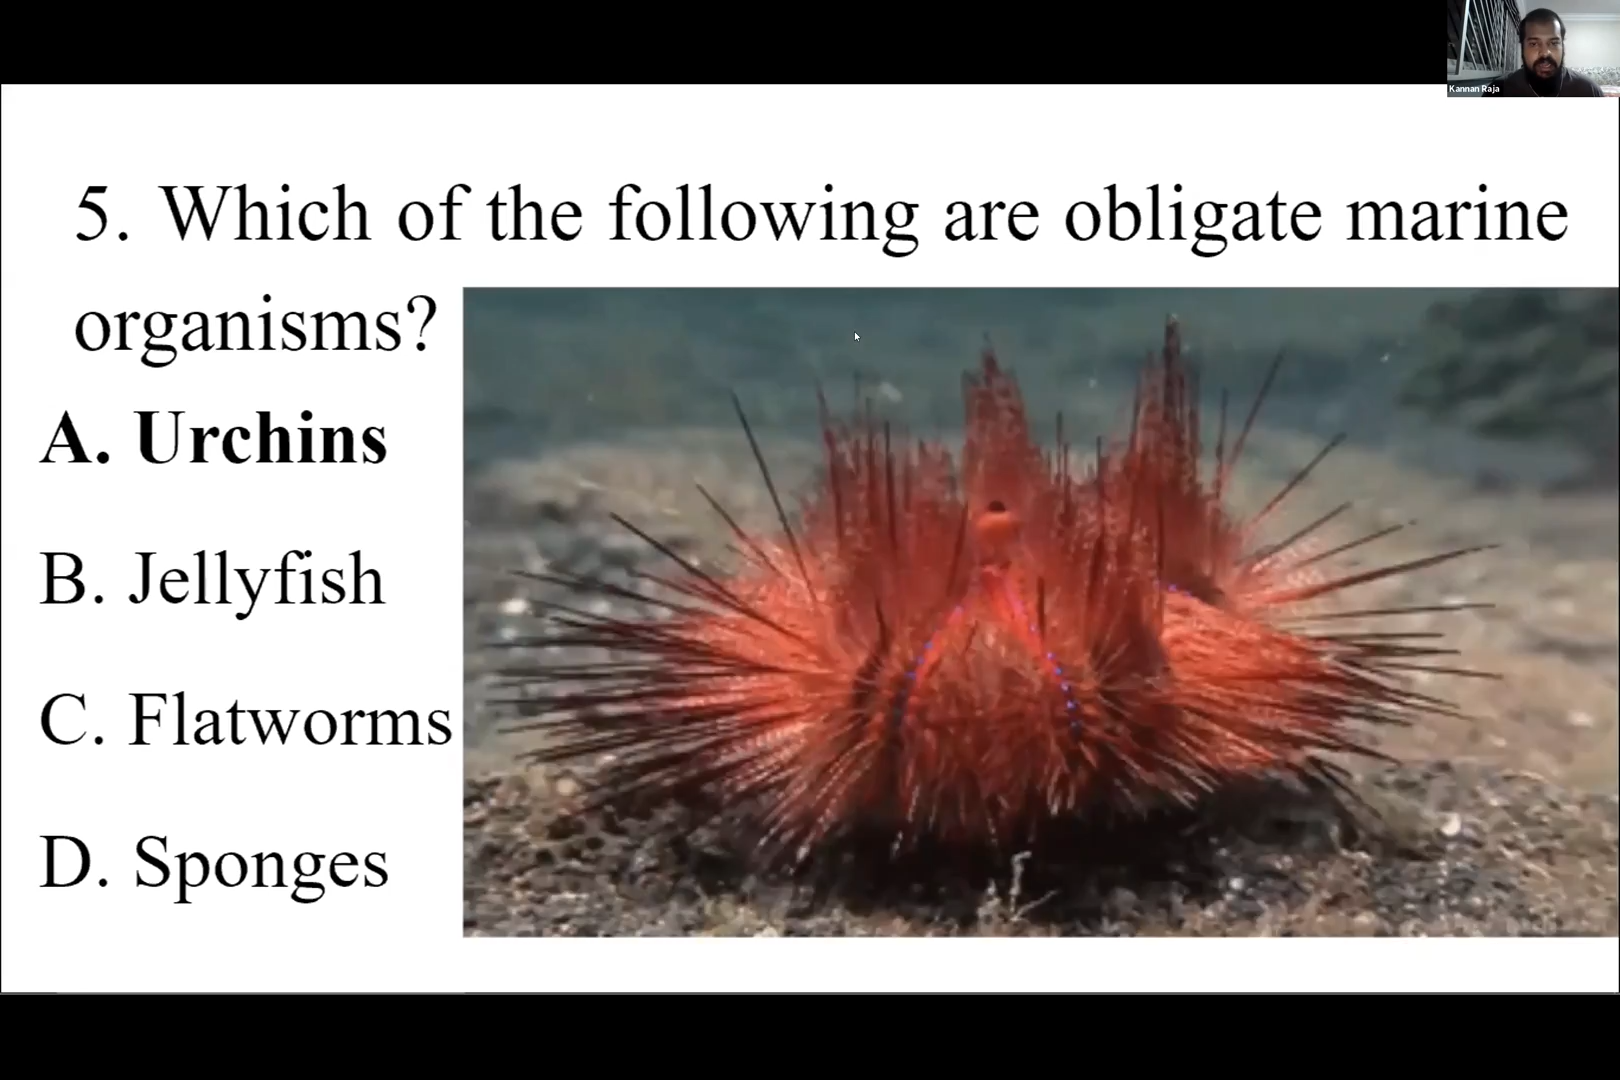 Kannan Raja
5. Which of the following are obligate marine
organisms?
A. Urchins
B. Jellyfish
C. Flatworms
D. Sponges